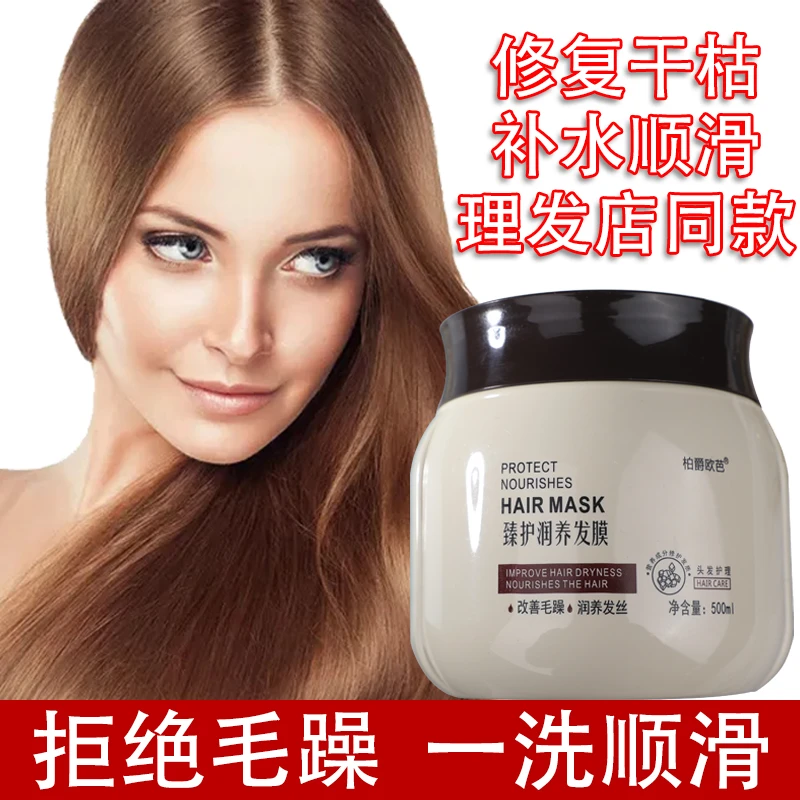 修复干枯
补水顺滑
理发店同款
柏爵欧芭®
PROTECT
NOURISHES
HAIR MASK
臻护润养发膜
IMPROVE HAIR DRYNESS
NOURISHES THE HAIR
改善毛躁 润养发丝
头发护理
HAIR CARE
净含量：500ml
拒绝毛躁 一洗顺滑